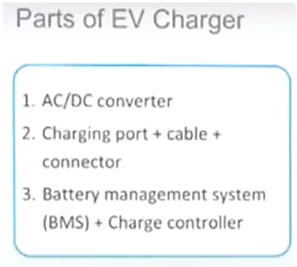 Parts of EV Charger
1. AC/DC converter
2. Charging port + cable +
connector
3. Battery management system
(BMS) + Charge controller